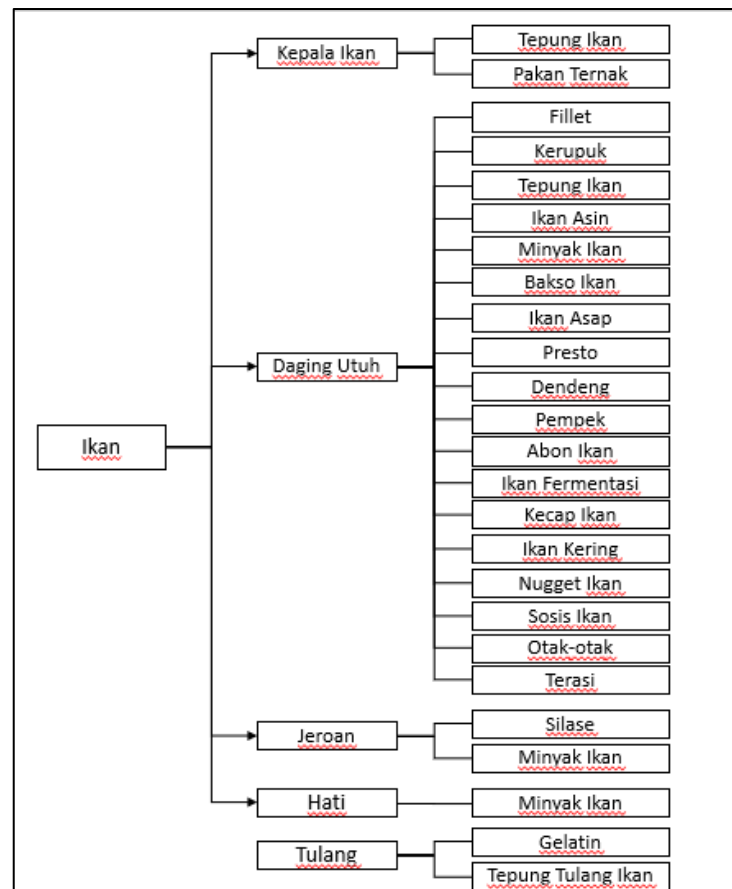 Ikan
Kepala Ikan
Tepung Ikan
Pakan Ternak
Daging Utuh
Fillet
Kerupuk
Tepung Ikan
Ikan Asin
Minyak Ikan
Bakso Ikan
Ikan Asap
Presto
Dendeng
Pempek
Abon Ikan
Ikan Fermentasi
Kecap Ikan
Ikan Kering
Nugget Ikan
Sosis Ikan
Otak-otak
Terasi
Jeroan
Silase
Minyak Ikan
Hati
Minyak Ikan
Tulang
Gelatin
Tepung Tulang Ikan